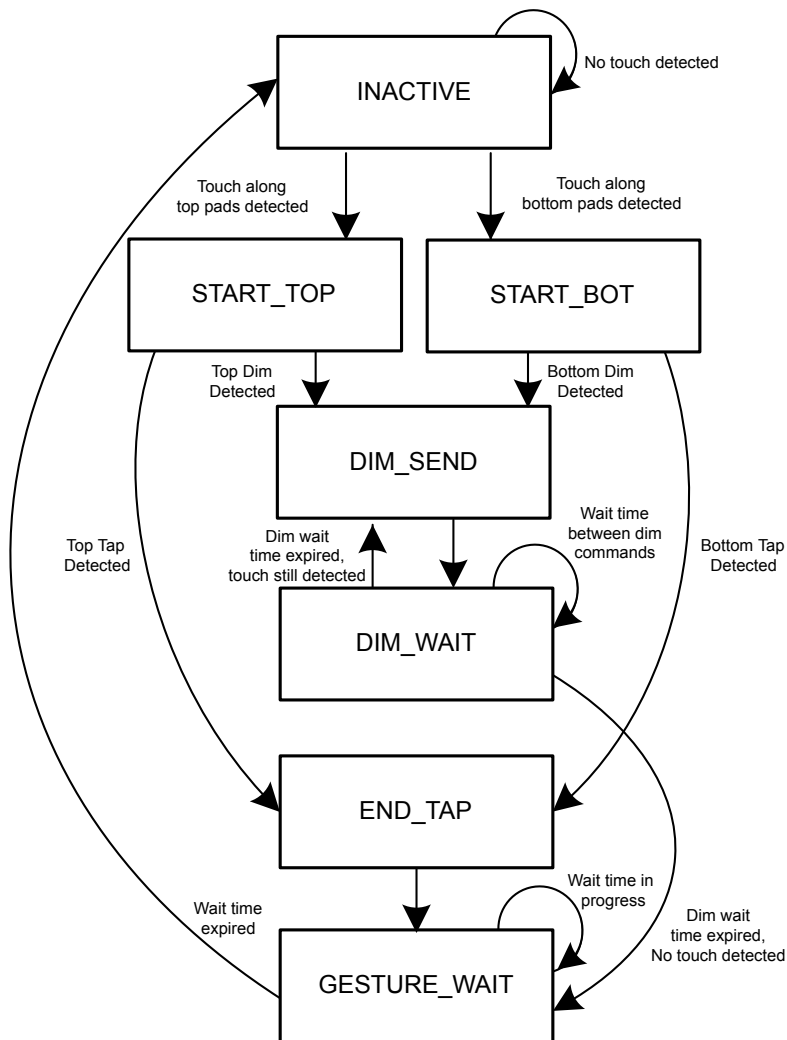 No touch detected
INACTIVE
Touch along
top pads detected
Touch along
bottom pads detected
START_TOP
START_BOT
Top Dim
Detected
Bottom Dim
Detected
DIM_SEND
Dim wait
time expired,
touch still detected
Wait time
between dim
commands
Top Tap
Detected
Bottom Tap
Detected
DIM_WAIT
END_TAP
Wait time
expired
Wait time in
progress
Dim wait
time expired,
No touch detected
GESTURE_WAIT